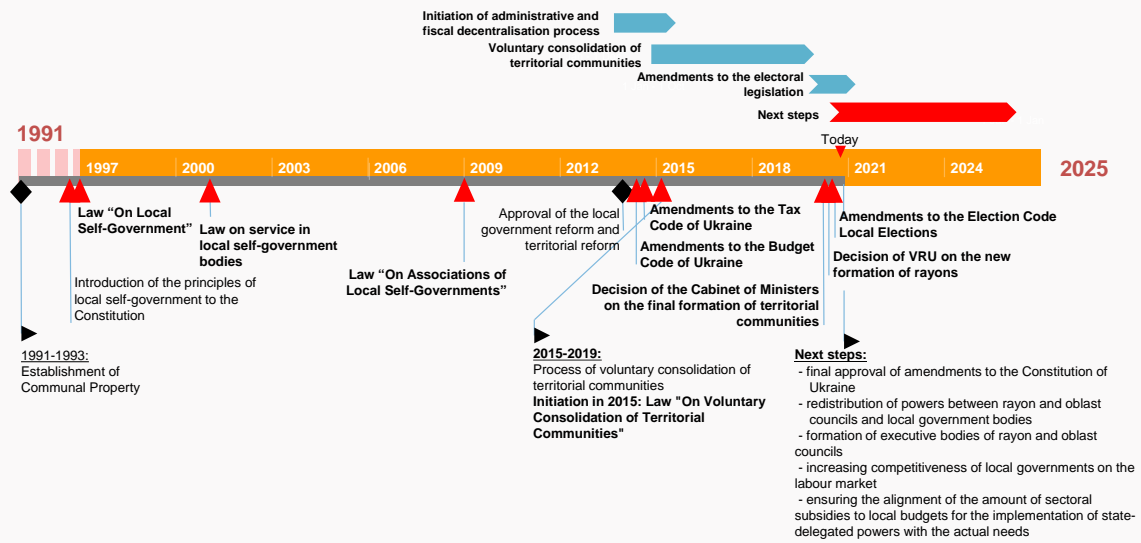 Initiation of administrative and
fiscal decentralisation process
Voluntary consolidation of
territorial communities
Amendments to the electoral
legislation
Next steps
Today
1991
1997
2000
2003
2006
2009
2012
2015
2018
2021
2024
2025
Law “On Local
Self-Government”
Introduction of the principles of
local self-government to the
Constitution
Law on service in
local self-government
bodies
Law “On Associations of
Local Self-Governments”
Approval of the local
government reform and
territorial reform
Amendments to the Tax
Code of Ukraine
Amendments to the Budget
Code of Ukraine
Decision of the Cabinet of Ministers
on the final formation of territorial
communities
Amendments to the Election Code
Local Elections
Decision of VRU on the new
formation of rayons
1991-1993:
Establishment of
Communal Property
2015-2019:
Process of voluntary consolidation of
territorial communities
Initiation in 2015: Law "On Voluntary
Consolidation of Territorial
Communities"
Next steps:
- final approval of amendments to the Constitution of
Ukraine
- redistribution of powers between rayon and oblast
councils and local government bodies
- formation of executive bodies of rayon and oblast
councils
- increasing competitiveness of local governments on the
labour market
- ensuring the alignment of the amount of sectoral
subsidies to local budgets for the implementation of state-
delegated powers with the actual needs